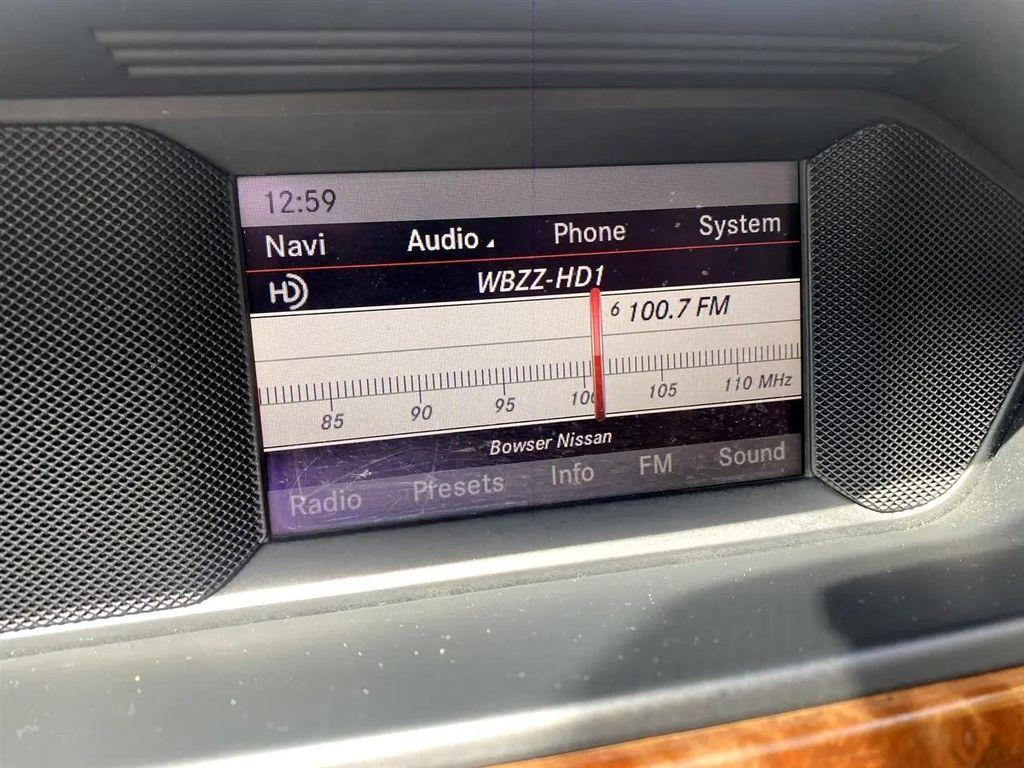 12:59
Navi Audio Phone System
HD WBZZ-HD1
6 100.7 FM
85 90 95 100 105 110 MHz
Bowser Nissan
Radio Presets Info FM Sound